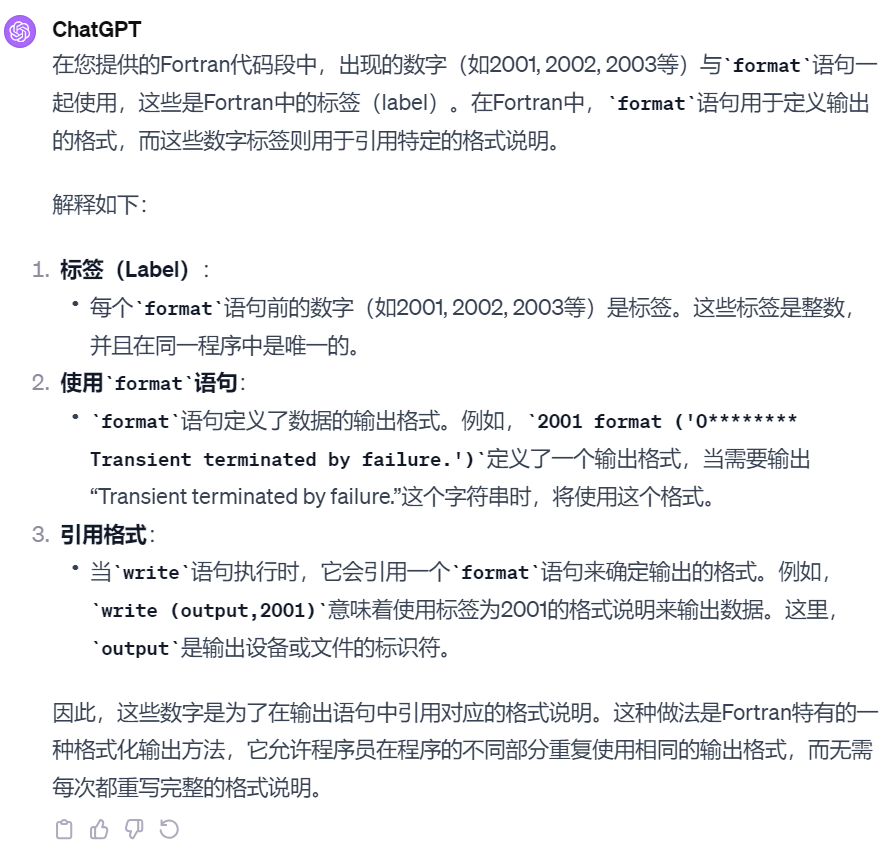 ChatGPT
在您提供的Fortran代码段中，出现的数字（如2001, 2002, 2003等）与`format`语句一
起使用，这些是Fortran中的标签（label）。在Fortran中，`format`语句用于定义输出
的格式，而这些数字标签则用于引用特定的格式说明。
解释如下：
1. 标签（Label）：
• 每个`format`语句前的数字（如2001, 2002, 2003等）是标签。这些标签是整数，
并且在同一程序中是唯一的。
2. 使用`format`语句：
• `format`语句定义了数据的输出格式。例如，`2001 format ('0********
Transient terminated by failure.')`定义了一个输出格式，当需要输出
“Transient terminated by failure.”这个字符串时，将使用这个格式。
3. 引用格式：
• 当`write`语句执行时，它会引用一个`format`语句来确定输出的格式。例如，
`write (output,2001)`意味着使用标签为2001的格式说明来输出数据。这里，
`output`是输出设备或文件的标识符。
因此，这些数字是为了在输出语句中引用对应的格式说明。这种做法是Fortran特有的一
种格式化输出方法，它允许程序员在程序的不同部分重复使用相同的输出格式，而无需
每次都重写完整的格式说明。